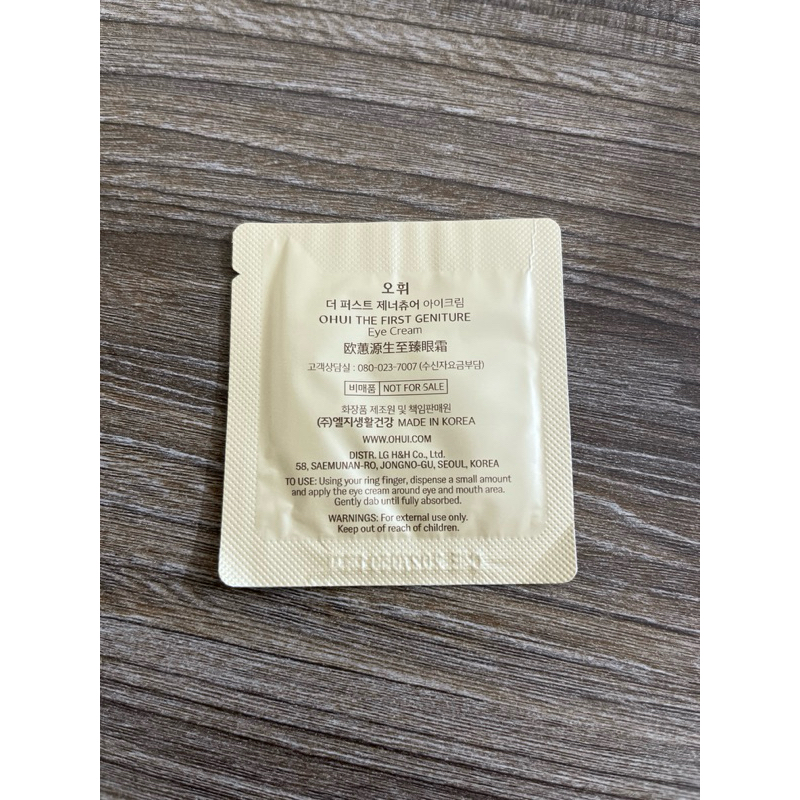 오휘
더 퍼스트 제너츄어 아이크림
OHUI THE FIRST GENITURE
Eye Cream
欧蕙源生至臻眼霜
고객상담실 : 080-023-7007 (수신자요금부담)
비매품 NOT FOR SALE
화장품 제조원 및 책임판매원
(주)엘지생활건강 MADE IN KOREA
WWW.OHUI.COM
DISTR. LG H&H Co., Ltd.
58, SAEMUNAN-RO, JONGNO-GU, SEOUL, KOREA
TO USE: Using your ring finger, dispense a small amount
and apply the eye cream around eye and mouth area.
Gently dab until fully absorbed.
WARNINGS: For external use only.
Keep out of reach of children.